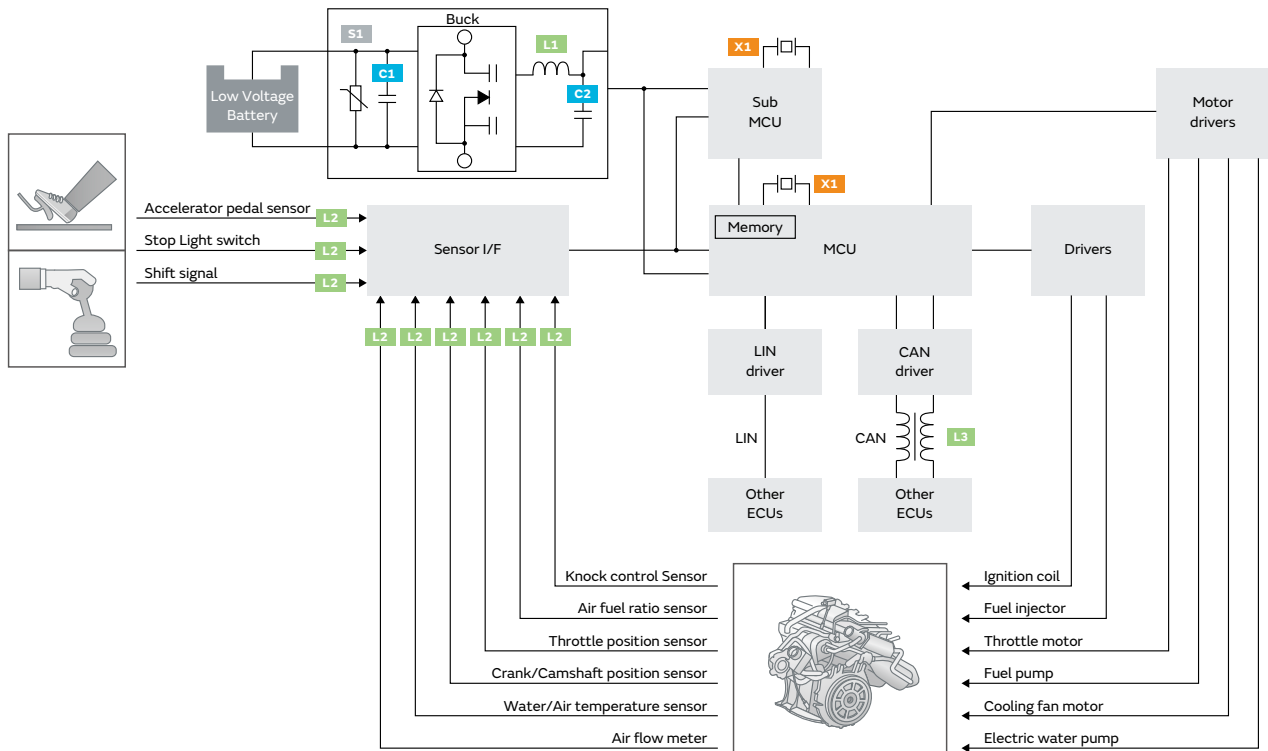 Buck
S1
L1
X1
C1
C2
Low Voltage
Battery
Sub
MCU
Motor
drivers
X1
Accelerator pedal sensor
L2
Stop Light switch
L2
Shift signal
L2
Sensor I/F
Memory
MCU
Drivers
L2
L2
L2
L2
L2
L2
LIN
driver
CAN
driver
LIN
CAN
L3
Other
ECUs
Other
ECUs
Knock control Sensor
Air fuel ratio sensor
Throttle position sensor
Crank/Camshaft position sensor
Water/Air temperature sensor
Air flow meter
Ignition coil
Fuel injector
Throttle motor
Fuel pump
Cooling fan motor
Electric water pump